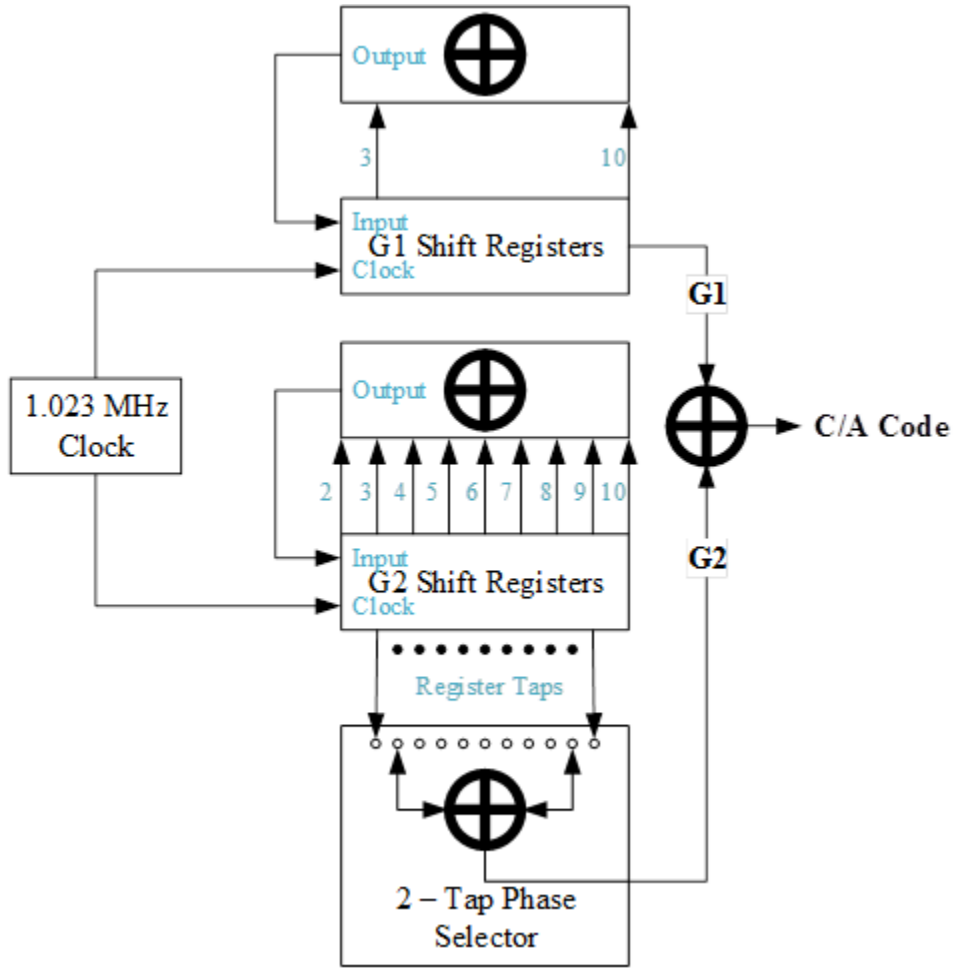 Output
3
10
Input
G1 Shift Registers
Clock
G1
Output
1.023 MHz
Clock
C/A Code
2 3 4 5 6 7 8 9 10
Input
G2 Shift Registers
Clock
G2
Register Taps
2 – Tap Phase
Selector